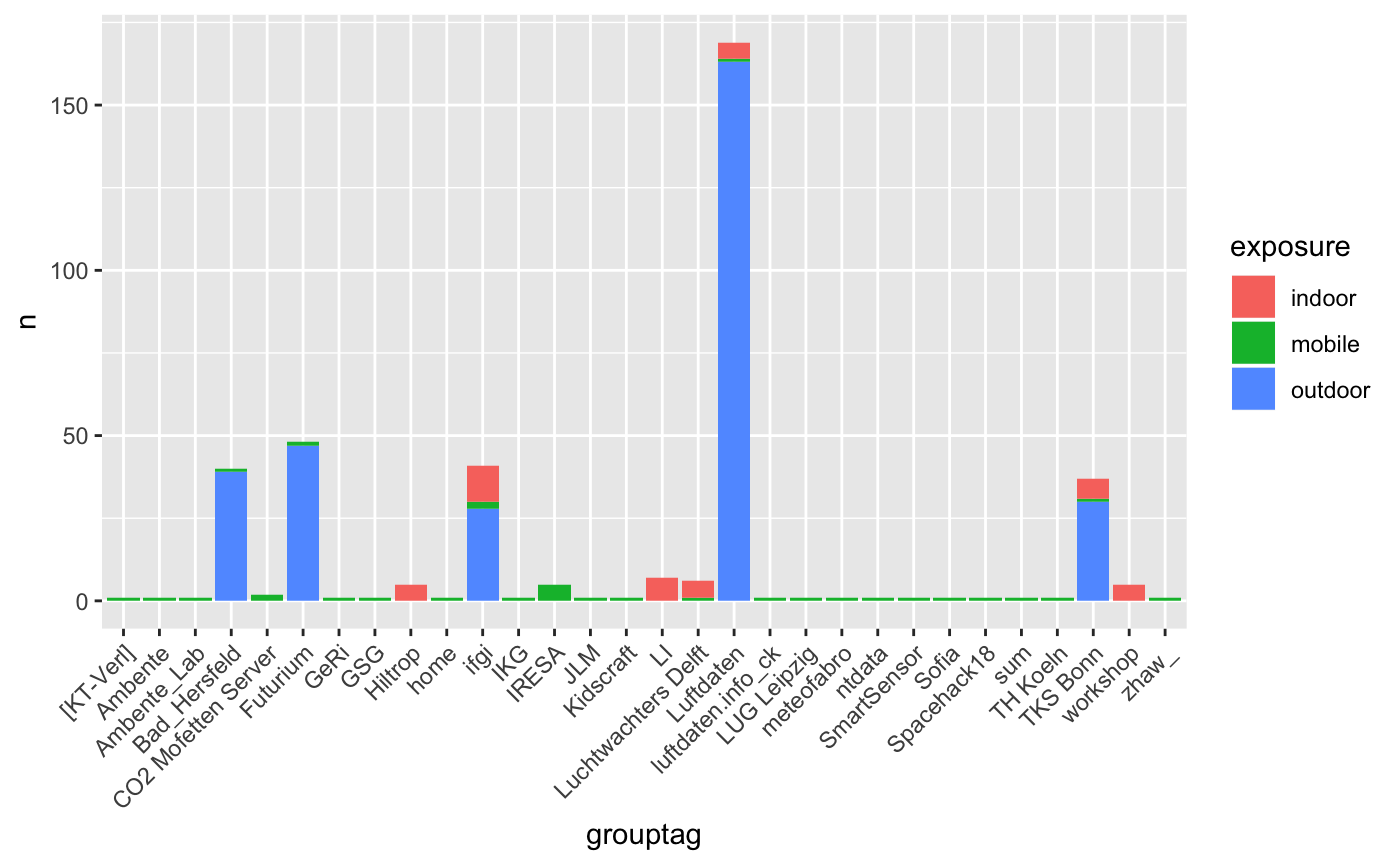 150
100
50
0
n
[KT-Verl]
Ambente
Ambente_Lab
Bad_Hersfeld
CO2 Mofetten Server
Futurium
GeRi
GSG
Hiltrop
home
ifgi
IKG
IRESA
JLM
Kidscraft
LI
Luchtwachters Delft
Luftdaten
luftdaten.info_ck
LUG Leipzig
meteofabro
ntdata
SmartSensor
Sofia
Spacehack18
sum
TH Koeln
TKS Bonn
workshop
zhaw_
grouptag
exposure
indoor
mobile
outdoor